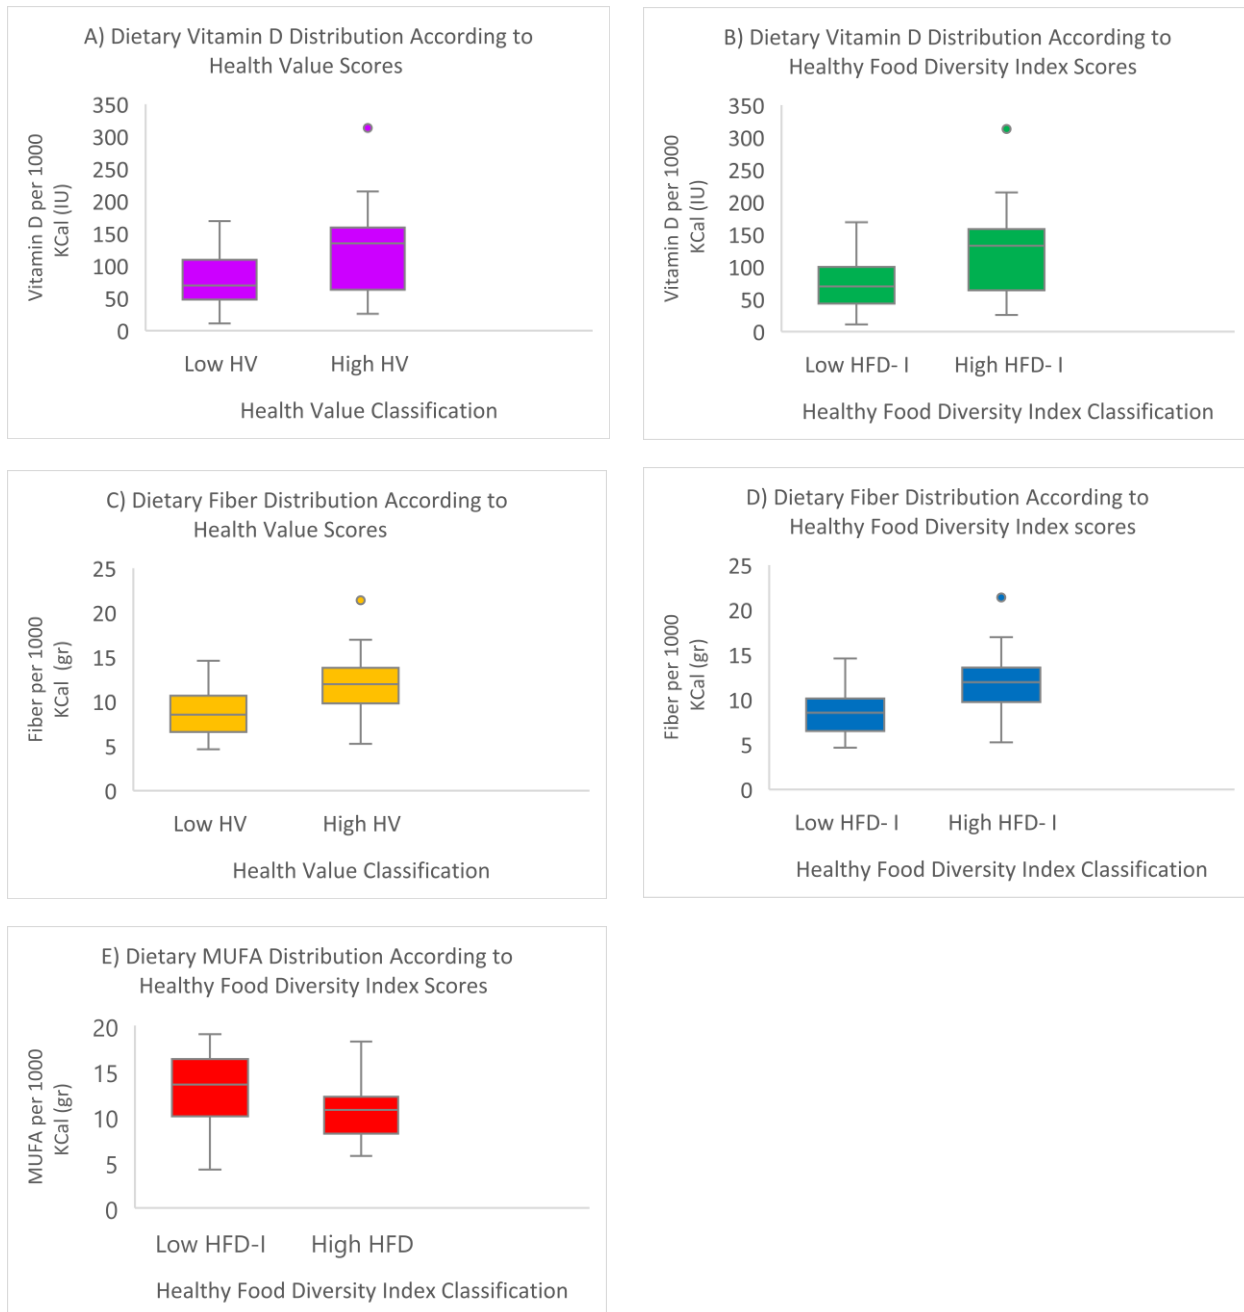 A) Dietary Vitamin D Distribution According to
Health Value Scores
350
300
250
200
150
100
50
0
Vitamin D per 1000
KCal (IU)
Low HV
High HV
Health Value Classification
B) Dietary Vitamin D Distribution According to
Healthy Food Diversity Index Scores
350
300
250
200
150
100
50
0
Vitamin D per 1000
KCal (IU)
Low HFD- I
High HFD- I
Healthy Food Diversity Index Classification
C) Dietary Fiber Distribution According to
Health Value Scores
25
20
15
10
5
0
Fiber per 1000
KCal (gr)
Low HV
High HV
Health Value Classification
D) Dietary Fiber Distribution According to
Healthy Food Diversity Index scores
25
20
15
10
5
0
Fiber per 1000
KCal (gr)
Low HFD- I
High HFD- I
Healthy Food Diversity Index Classification
E) Dietary MUFA Distribution According to
Healthy Food Diversity Index Scores
20
15
10
5
0
MUFA per 1000
KCal (gr)
Low HFD-I
High HFD
Healthy Food Diversity Index Classification